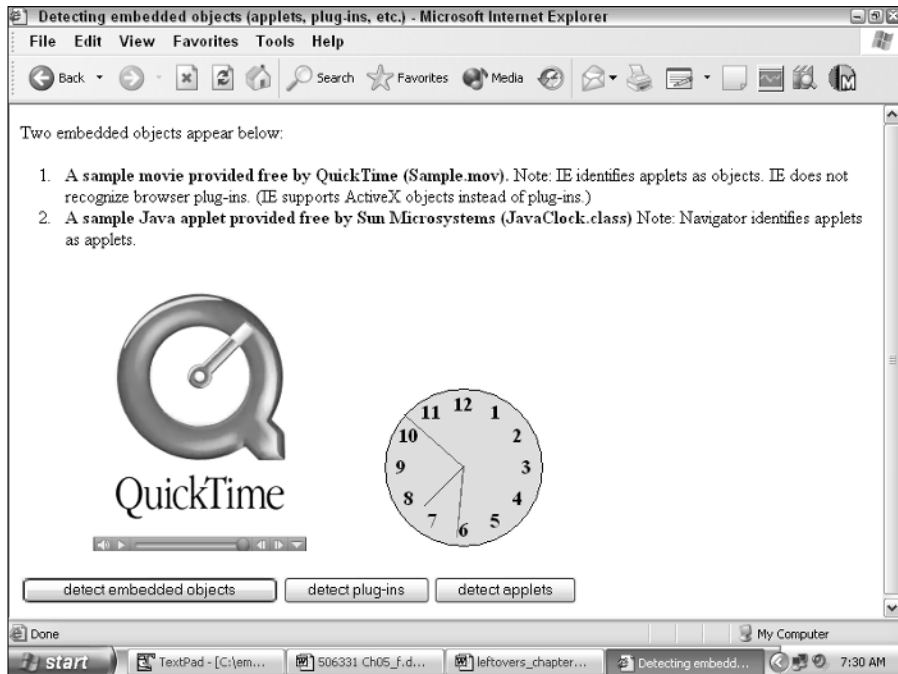 Detecting embedded objects (applets, plug-ins, etc.) - Microsoft Internet Explorer
File Edit View Favorites Tools Help
Back Search Favorites Media
Two embedded objects appear below:
1. A sample movie provided free by QuickTime (Sample.mov). Note: IE identifies applets as objects. IE does not
recognize browser plug-ins. (IE supports ActiveX objects instead of plug-ins.)
2. A sample Java applet provided free by Sun Microsystems (JavaClock.class) Note: Navigator identifies applets
as applets.
QuickTime
12
11 1
10 2
9 3
8 4
7 5
6
detect embedded objects detect plug-ins detect applets
Done My Computer
start TextPad - [C:\em... 506331 Ch05_f.d... leftovers_chapter... Detecting embedd... 7:30 AM